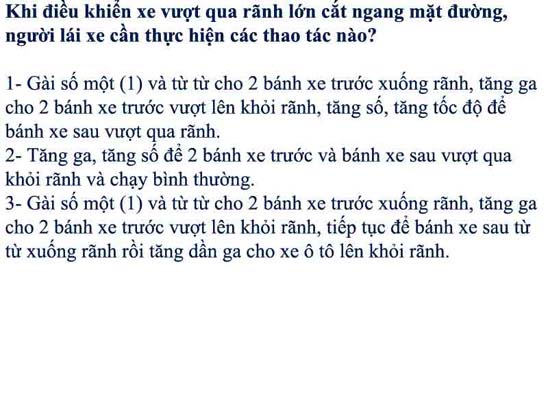 Khi điều khiển xe vượt qua rãnh lớn cắt ngang mặt đường,
người lái xe cần thực hiện các thao tác nào?
1- Gài số một (1) và từ từ cho 2 bánh xe trước xuống rãnh, tăng ga
cho 2 bánh xe trước vượt lên khỏi rãnh, tăng số, tăng tốc độ để
bánh xe sau vượt qua rãnh.
2- Tăng ga, tăng số để 2 bánh xe trước và bánh xe sau vượt qua
khỏi rãnh và chạy bình thường.
3- Gài số một (1) và từ từ cho 2 bánh xe trước xuống rãnh, tăng ga
cho 2 bánh xe trước vượt lên khỏi rãnh, tiếp tục để bánh xe sau từ
từ xuống rãnh rồi tăng dần ga cho xe ô tô lên khỏi rãnh.